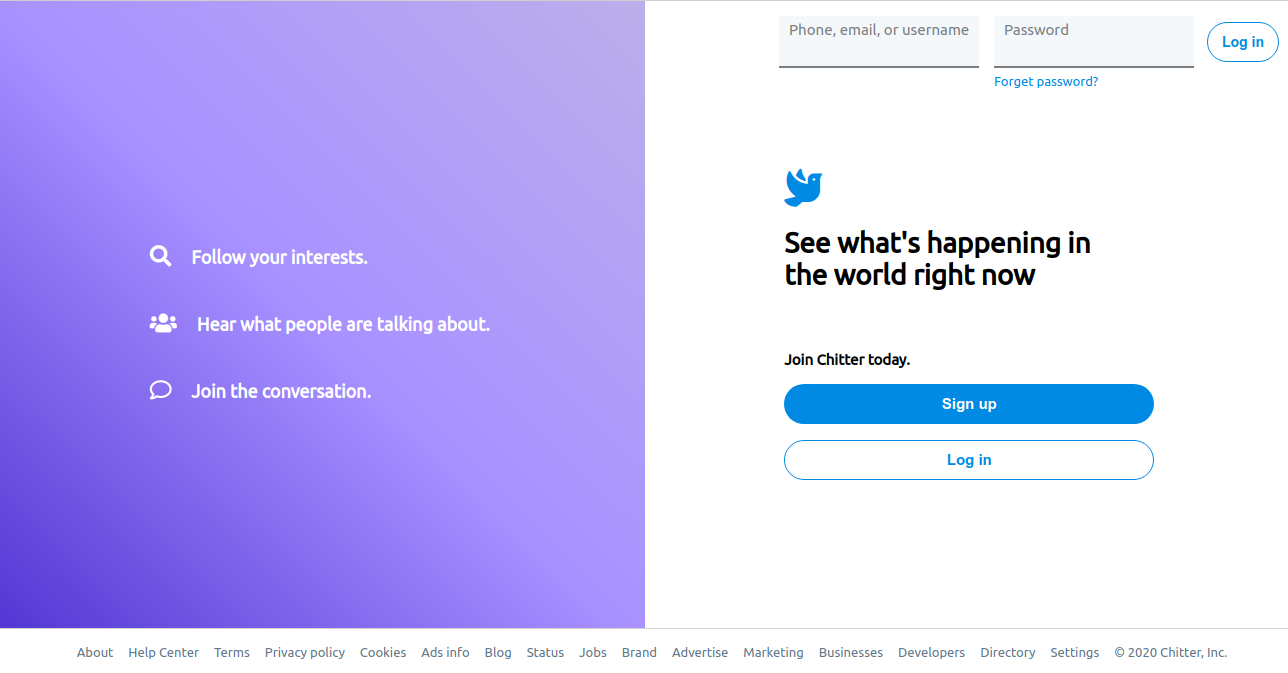 Phone, email, or username Password Log in
Forget password?
Follow your interests.
Hear what people are talking about.
Join the conversation.
See what's happening in
the world right now
Join Chitter today.
Sign up
Log in
About Help Center Terms Privacy policy Cookies Ads info Blog Status Jobs Brand Advertise Marketing Businesses Developers Directory Settings © 2020 Chitter, Inc.